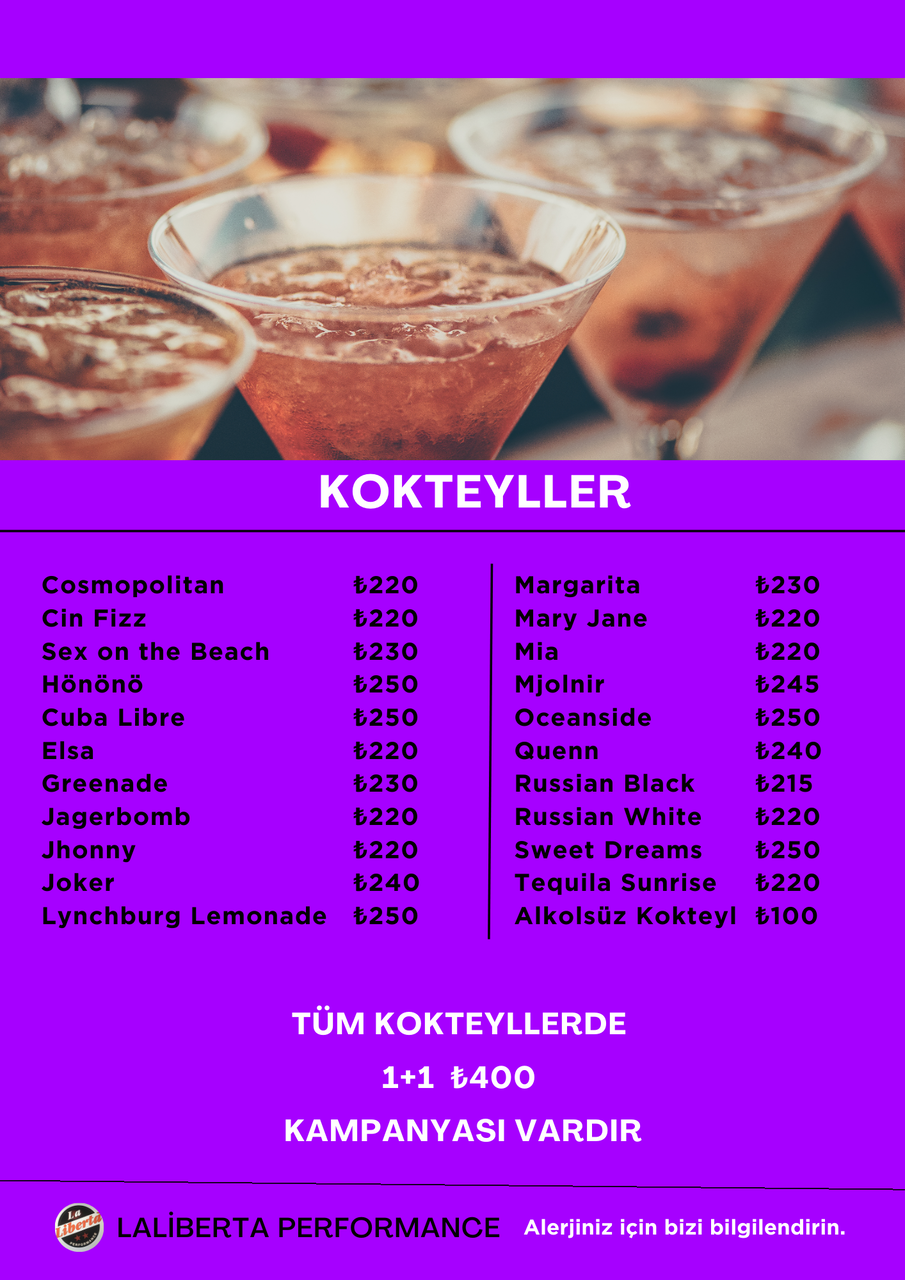 KOKTEYLLER
Cosmopolitan ₺220
Cin Fizz ₺220
Sex on the Beach ₺230
Hönönö ₺250
Cuba Libre ₺250
Elsa ₺220
Greenade ₺230
Jagerbomb ₺220
Jhonny ₺220
Joker ₺240
Lynchburg Lemonade ₺250
Margarita ₺230
Mary Jane ₺220
Mia ₺220
Mjolnir ₺245
Oceanside ₺250
Quenn ₺240
Russian Black ₺215
Russian White ₺220
Sweet Dreams ₺250
Tequila Sunrise ₺220
Alkolsüz Kokteyl ₺100
TÜM KOKTEYLLERDE
1+1 ₺400
KAMPANYASI VARDIR
La
Liberta
PERFORMANCE
LALİBERTA PERFORMANCE
Alerjiniz için bizi bilgilendirin.